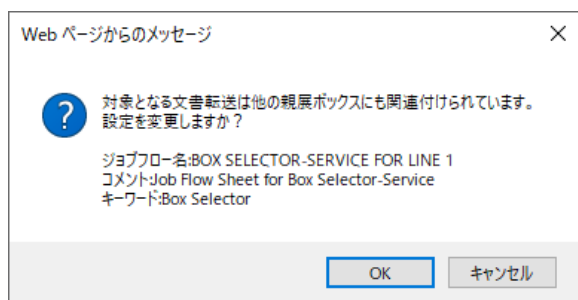 Web ページからのメッセージ
対象となる文書転送は他の親展ボックスにも関連付けられています。
設定を変更しますか？
ジョブフロー名:BOX SELECTOR-SERVICE FOR LINE 1
コメント:Job Flow Sheet for Box Selector-Service
キーワード:Box Selector
OK
キャンセル